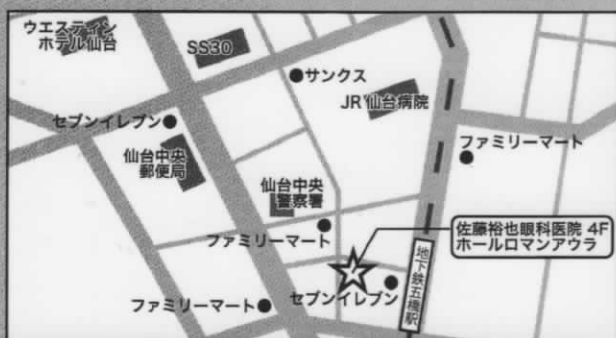 ウエスティン
ホテル仙台
SS30
サンクス
JR仙台病院
セブンイレブン
仙台中央
郵便局
仙台中央
警察署
ファミリーマート
ファミリーマート
佐藤裕也眼科医院 4F
ホールロマンアウラ
地下鉄五橋駅
セブンイレブン
ファミリーマート